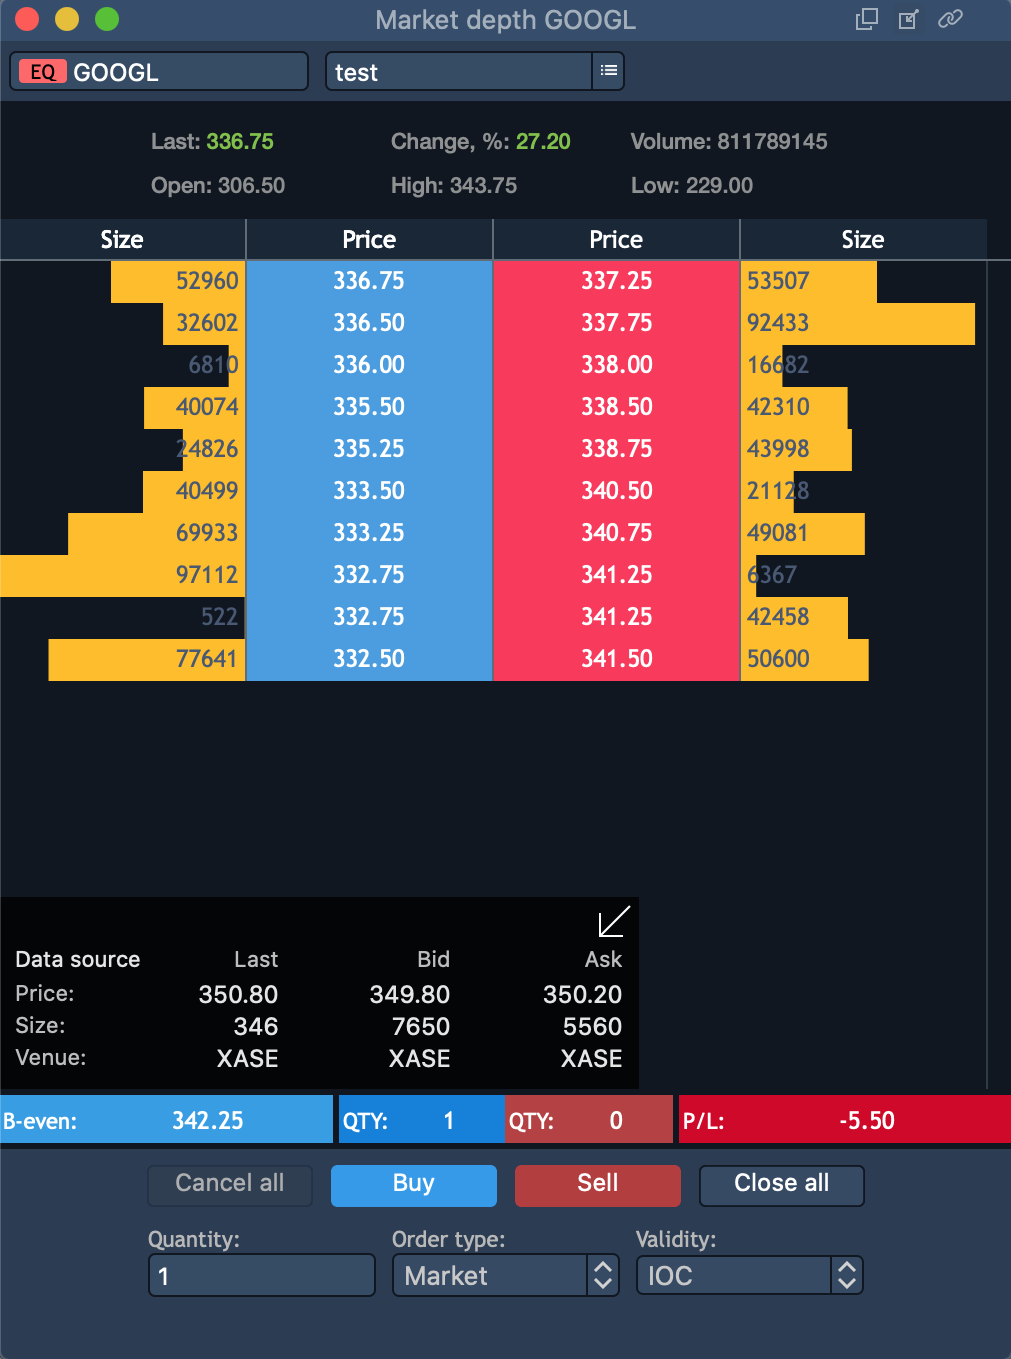 Market depth GOOGL
EQ GOOGL test
Last: 336.75 Change, %: 27.20 Volume: 811789145
Open: 306.50 High: 343.75 Low: 229.00
Size Price Price Size
52960 336.75 337.25 53507
32602 336.50 337.75 92433
6810 336.00 338.00 16682
40074 335.50 338.50 42310
24826 335.25 338.75 43998
40499 333.50 340.50 21128
69933 333.25 340.75 49081
97112 332.75 341.25 6367
522 332.75 341.25 42458
77641 332.50 341.50 50600
Data source Last Bid Ask
Price: 350.80 349.80 350.20
Size: 346 7650 5560
Venue: XASE XASE XASE
B-even: 342.25 QTY: 1 QTY: 0 P/L: -5.50
Cancel all Buy Sell Close all
Quantity: Order type: Validity:
1 Market IOC